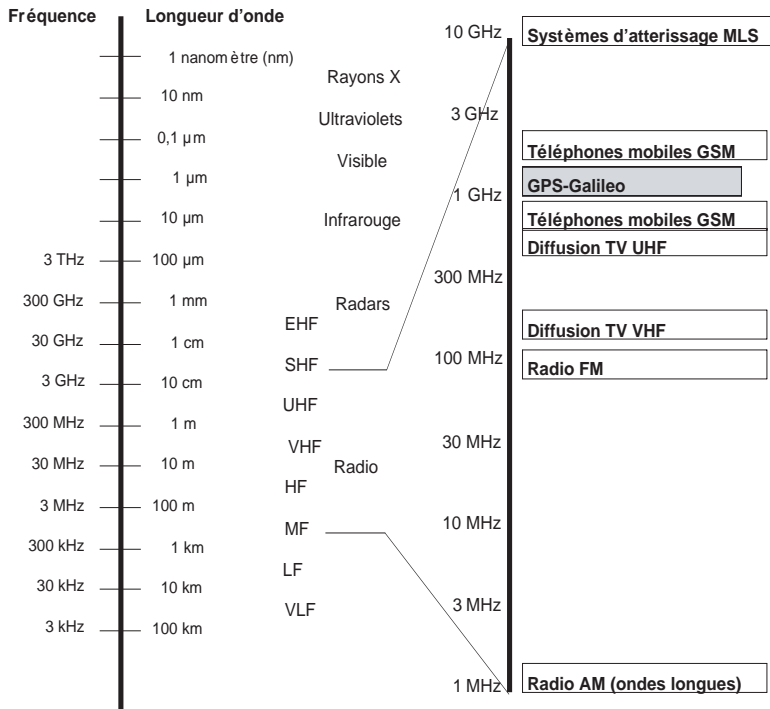 Fréquence Longueur d'onde
1 nanom ètre (nm)
10 nm
0,1 µm
1 µm
10 µm
3 THz 100 µm
300 GHz 1 mm
30 GHz 1 cm
3 GHz 10 cm
300 MHz 1 m
30 MHz 10 m
3 MHz 100 m
300 kHz 1 km
30 kHz 10 km
3 kHz 100 km
Rayons X
Ultraviolets
Visible
Infrarouge
Radars
EHF
SHF
UHF
VHF
Radio
HF
MF
LF
VLF
10 GHz Systèmes d'atterissage MLS
3 GHz
Téléphones mobiles GSM
GPS-Galileo
1 GHz
Téléphones mobiles GSM
Diffusion TV UHF
300 MHz
Diffusion TV VHF
100 MHz Radio FM
30 MHz
10 MHz
3 MHz
1 MHz Radio AM (ondes longues)